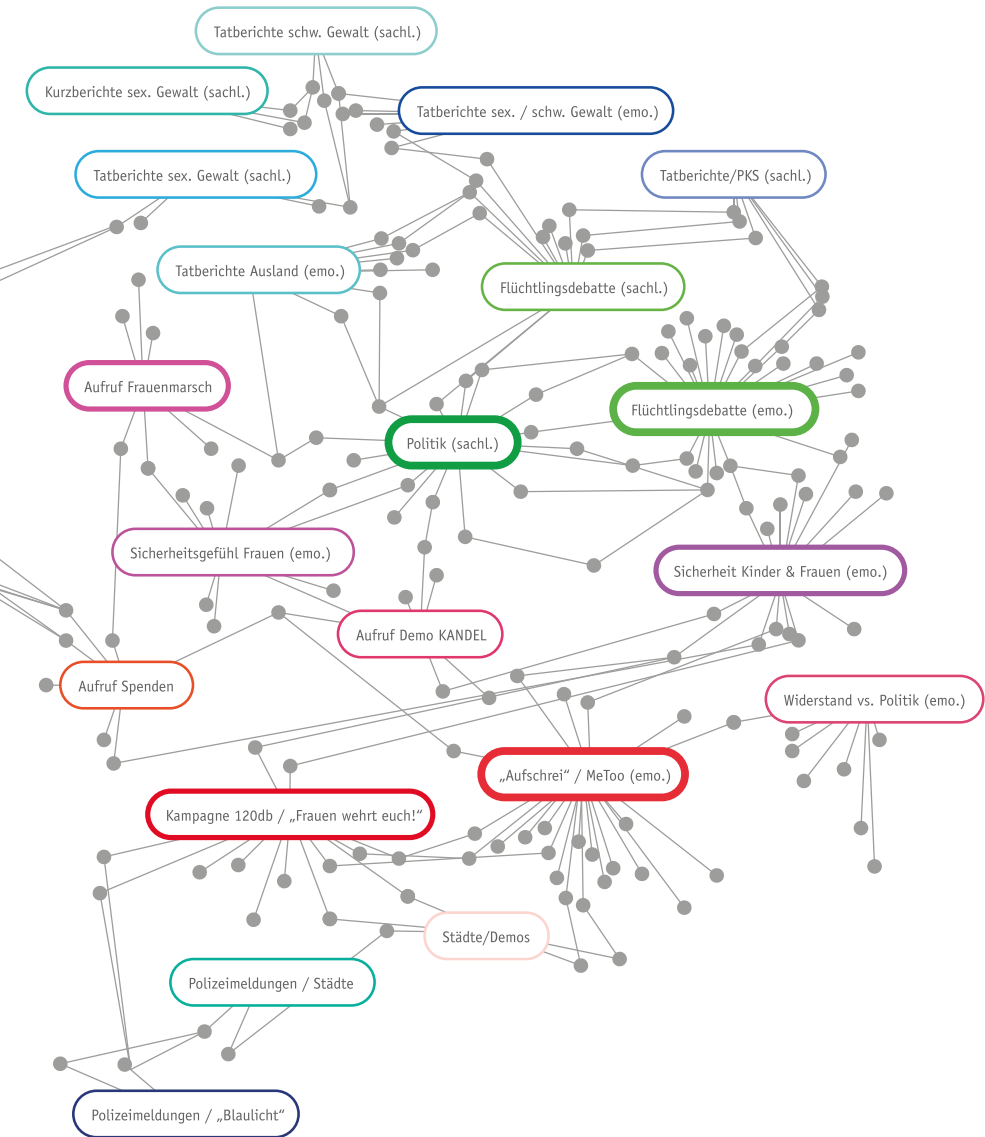 Tatberichte schw. Gewalt (sachl.)
Kurzberichte sex. Gewalt (sachl.)
Tatberichte sex. / schw. Gewalt (emo.)
Tatberichte sex. Gewalt (sachl.)
Tatberichte/PKS (sachl.)
Tatberichte Ausland (emo.)
Flüchtlingsdebatte (sachl.)
Aufruf Frauenmarsch
Flüchtlingsdebatte (emo.)
Politik (sachl.)
Sicherheitsgefühl Frauen (emo.)
Sicherheit Kinder & Frauen (emo.)
Aufruf Demo KANDEL
Aufruf Spenden
Widerstand vs. Politik (emo.)
„Aufschrei“ / MeToo (emo.)
Kampagne 120db / „Frauen wehrt euch!“
Städte/Demos
Polizeimeldungen / Städte
Polizeimeldungen / „Blaulicht“